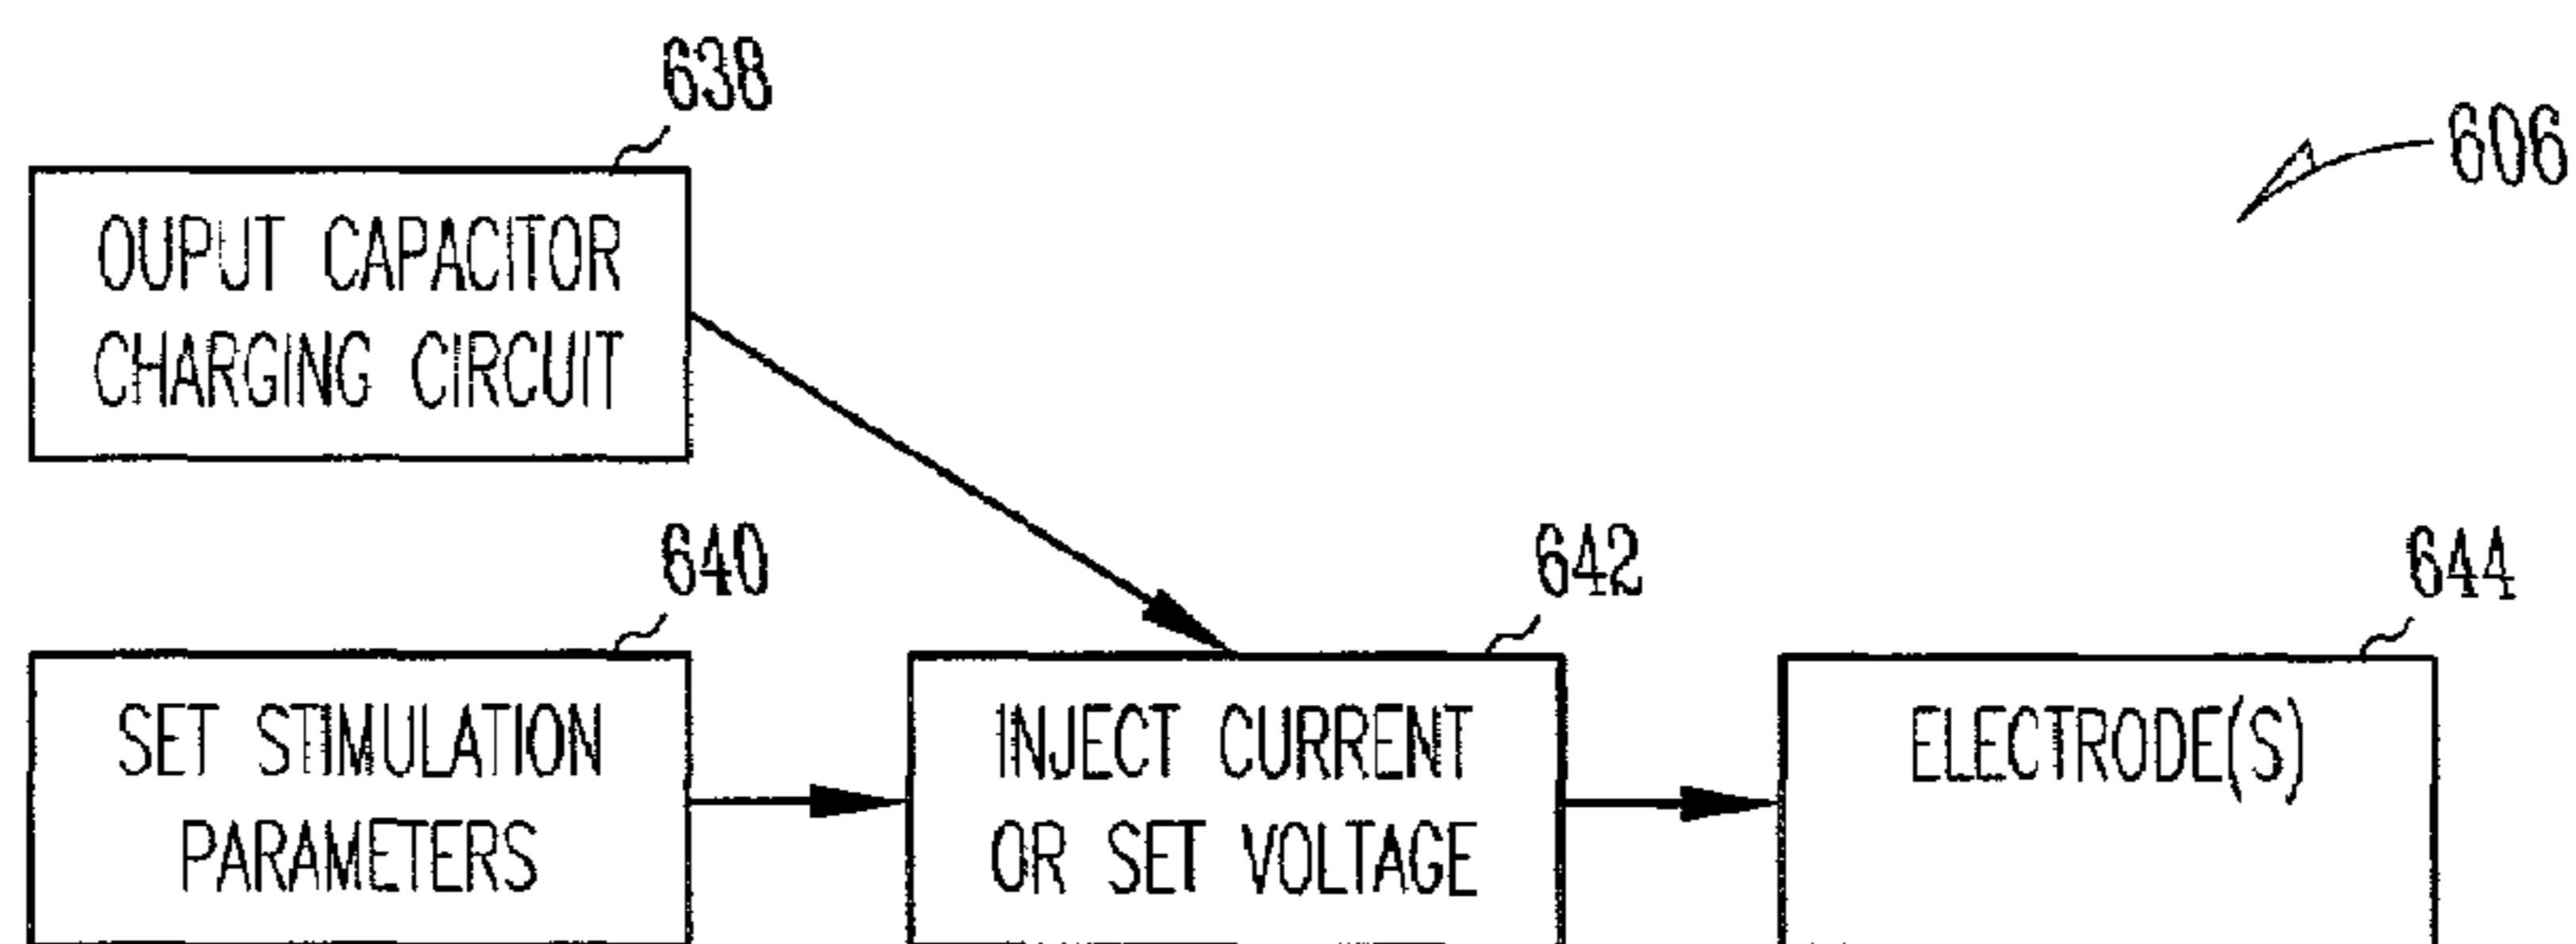 638
606
OUPUT CAPACITOR
CHARGING CIRCUIT
640
642
644
SET STIMULATION
PARAMETERS
INJECT CURRENT
OR SET VOLTAGE
ELECTRODE(S)